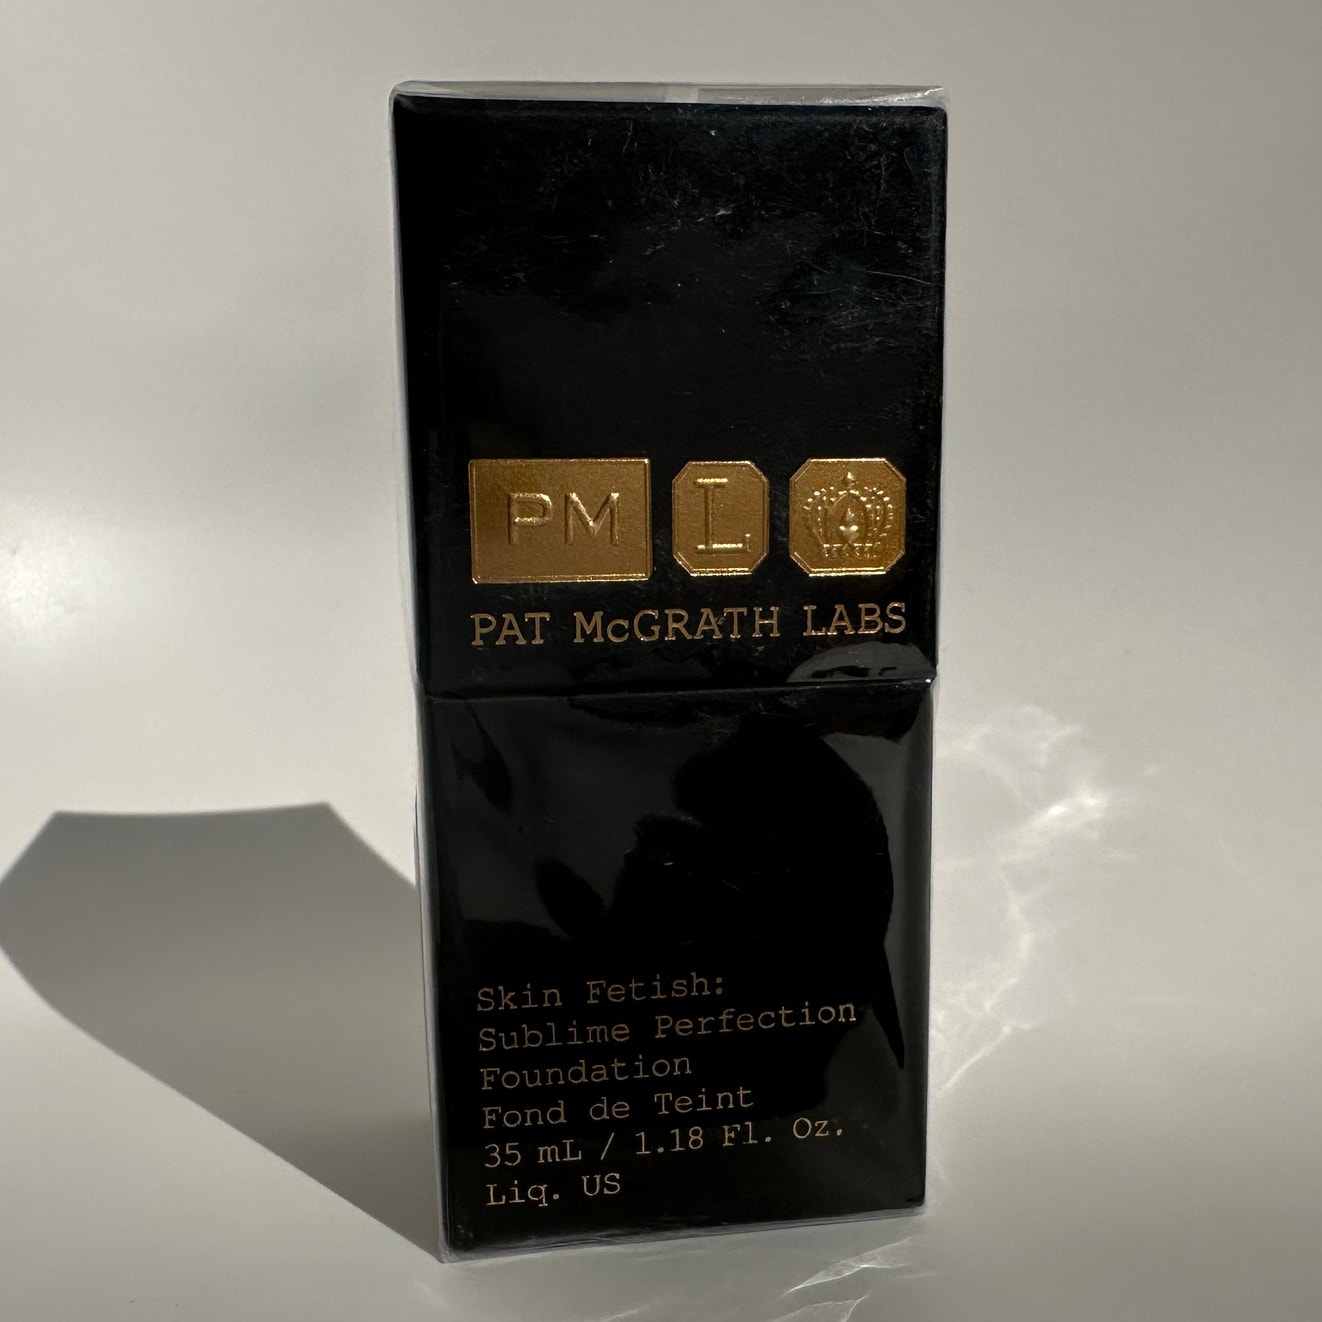 PM L
PAT McGRATH LABS
Skin Fetish:
Sublime Perfection
Foundation
Fond de Teint
35 mL / 1.18 Fl. Oz.
Liq. US